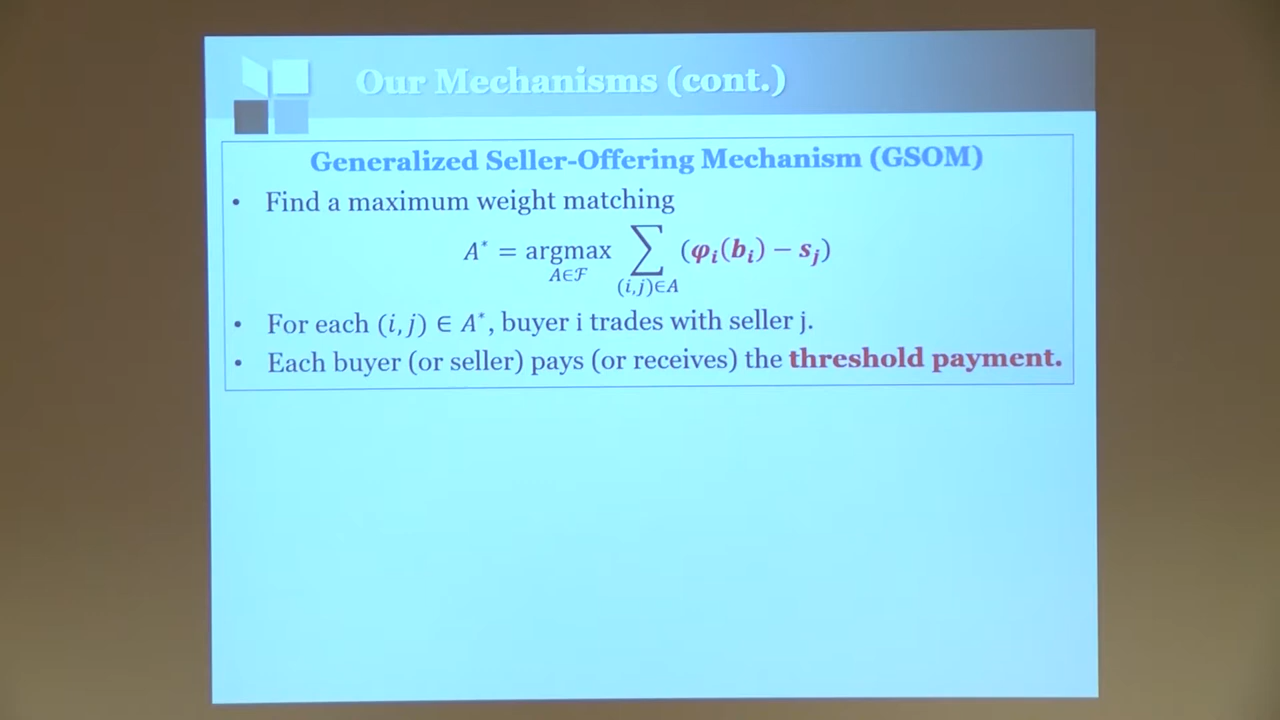 Our Mechanisms (cont.)
Generalized Seller-Offering Mechanism (GSOM)
• Find a maximum weight matching
A* = argmax ∑ (φᵢ(bᵢ) − sⱼ)
A∈ℱ (i,j)∈A
• For each (i, j) ∈ A*, buyer i trades with seller j.
• Each buyer (or seller) pays (or receives) the threshold payment.